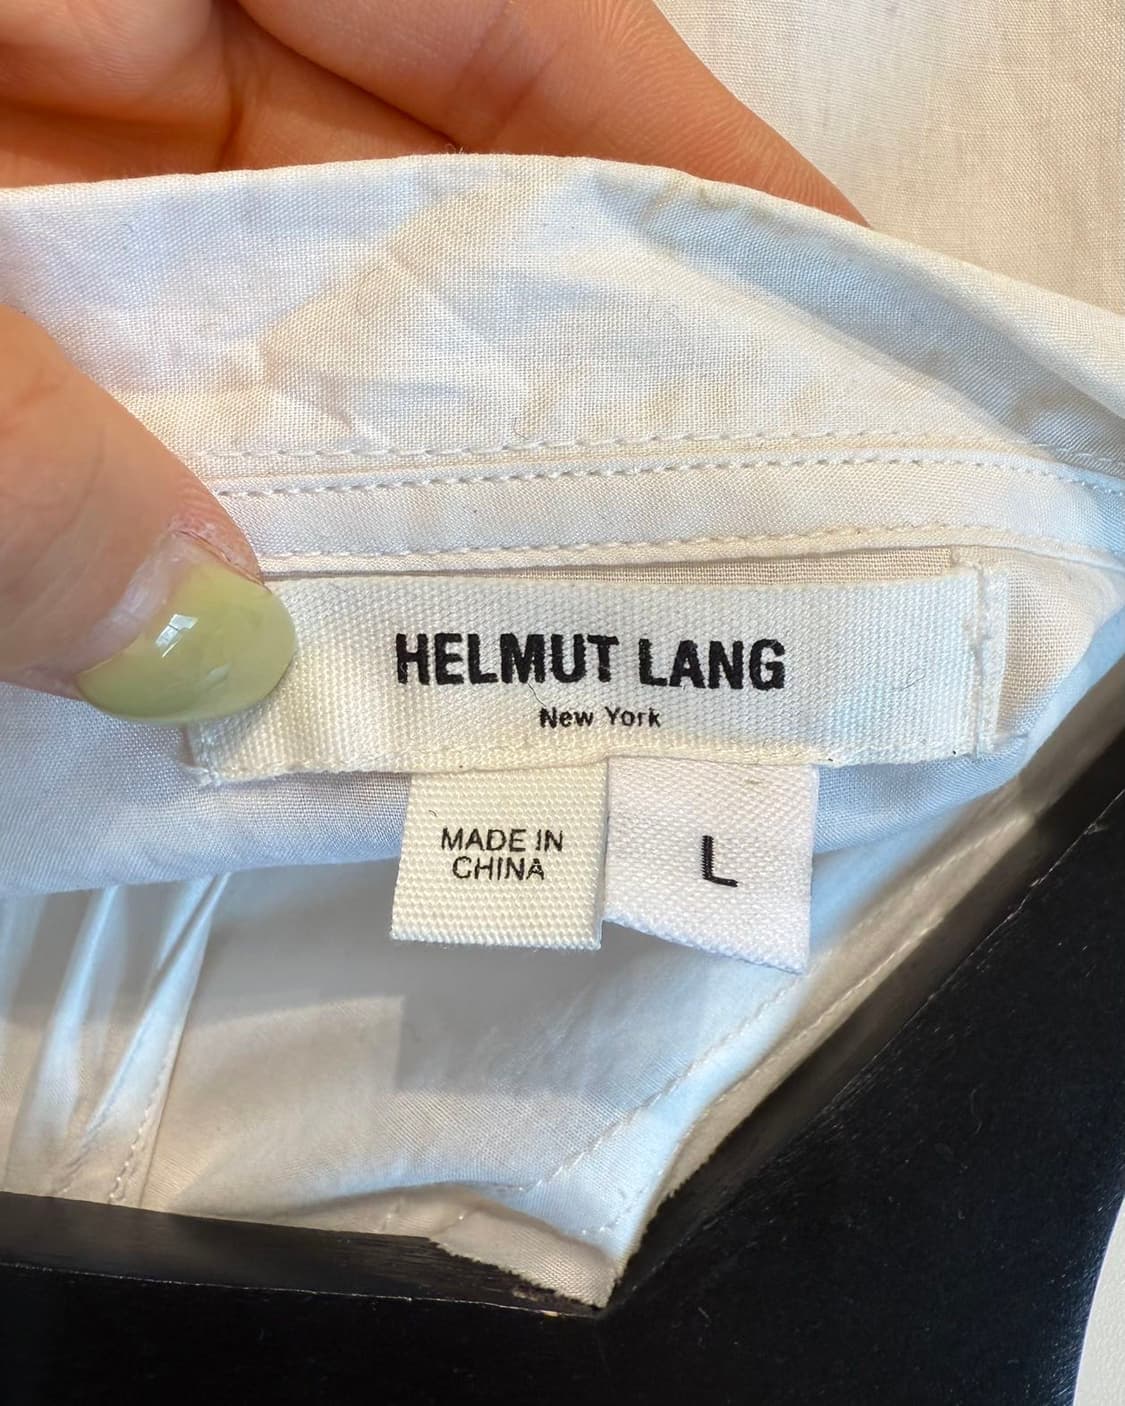 HELMUT LANG
New York
MADE IN
CHINA
L